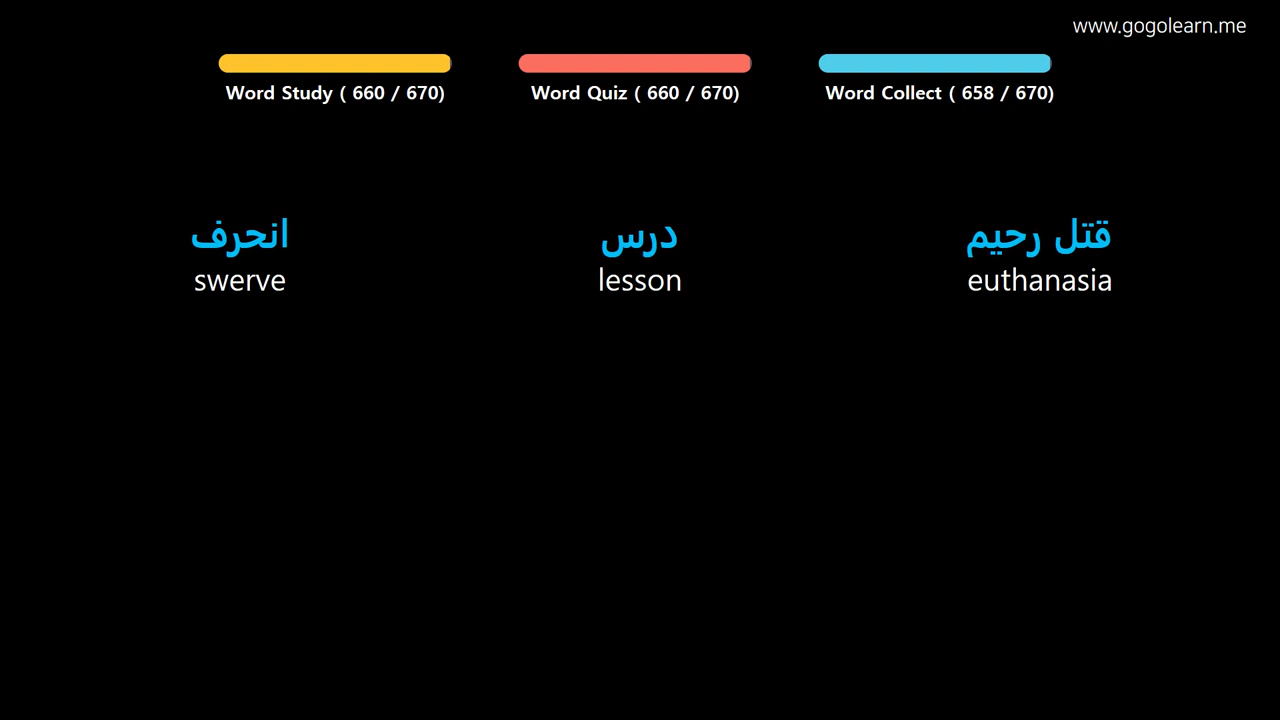 www.gogolearn.me
Word Study ( 660 / 670)
Word Quiz ( 660 / 670)
Word Collect ( 658 / 670)
انحرف
swerve
درس
lesson
قتل رحيم
euthanasia